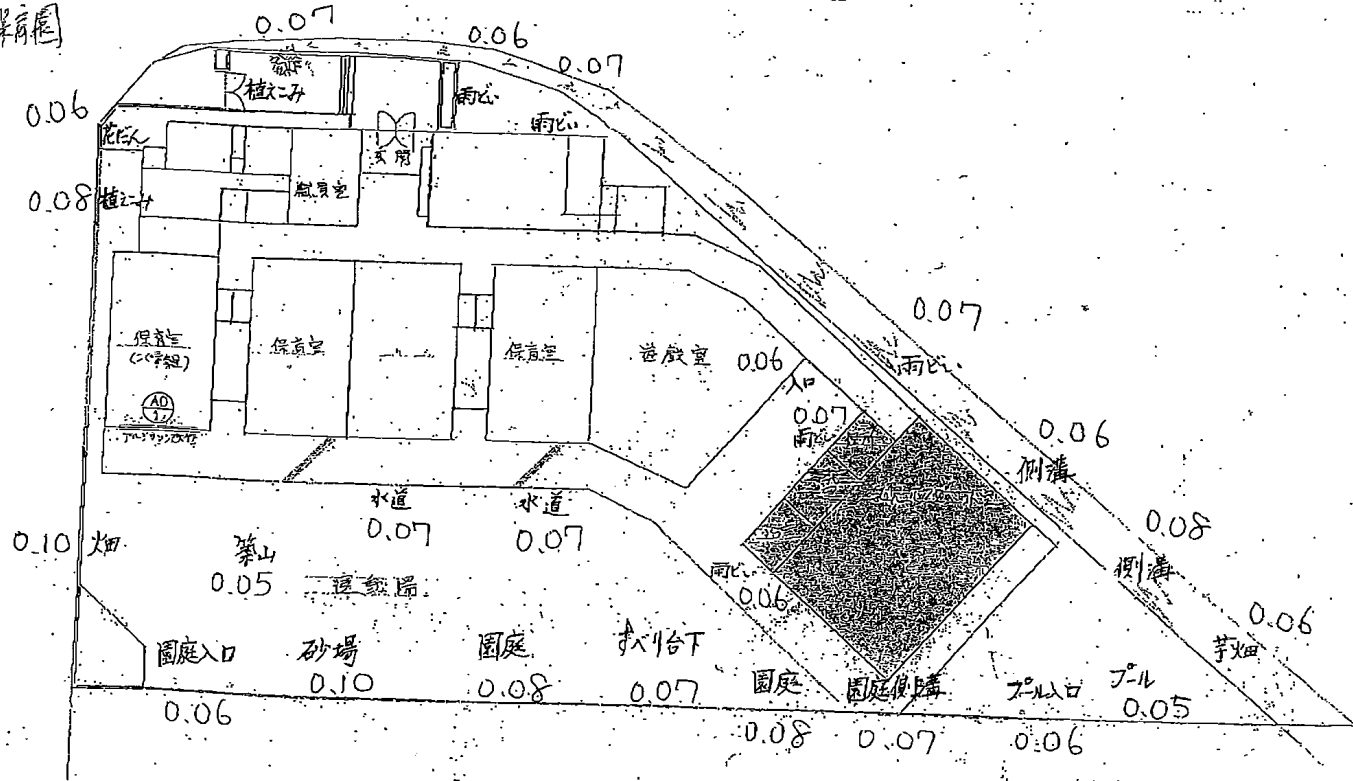 保育園
0.07
0.06
0.07
植えこみ
雨どい
雨どい
0.06
花だん
玄関
職員室
0.08 植えこみ
0.07
保育室
保育室
保育室
遊戯室
0.06
入口
雨どい
0.07
雨どい
AD
1
0.06
側溝
水道
0.07
水道
0.07
0.08
側溝
0.10 畑
築山
0.05
雨どい
0.06
0.06
芋畑
園庭入口
0.06
砂場
0.10
園庭
0.08
すべり台下
0.07
園庭
0.08
園庭側溝
0.07
プール入口
0.06
プール
0.05